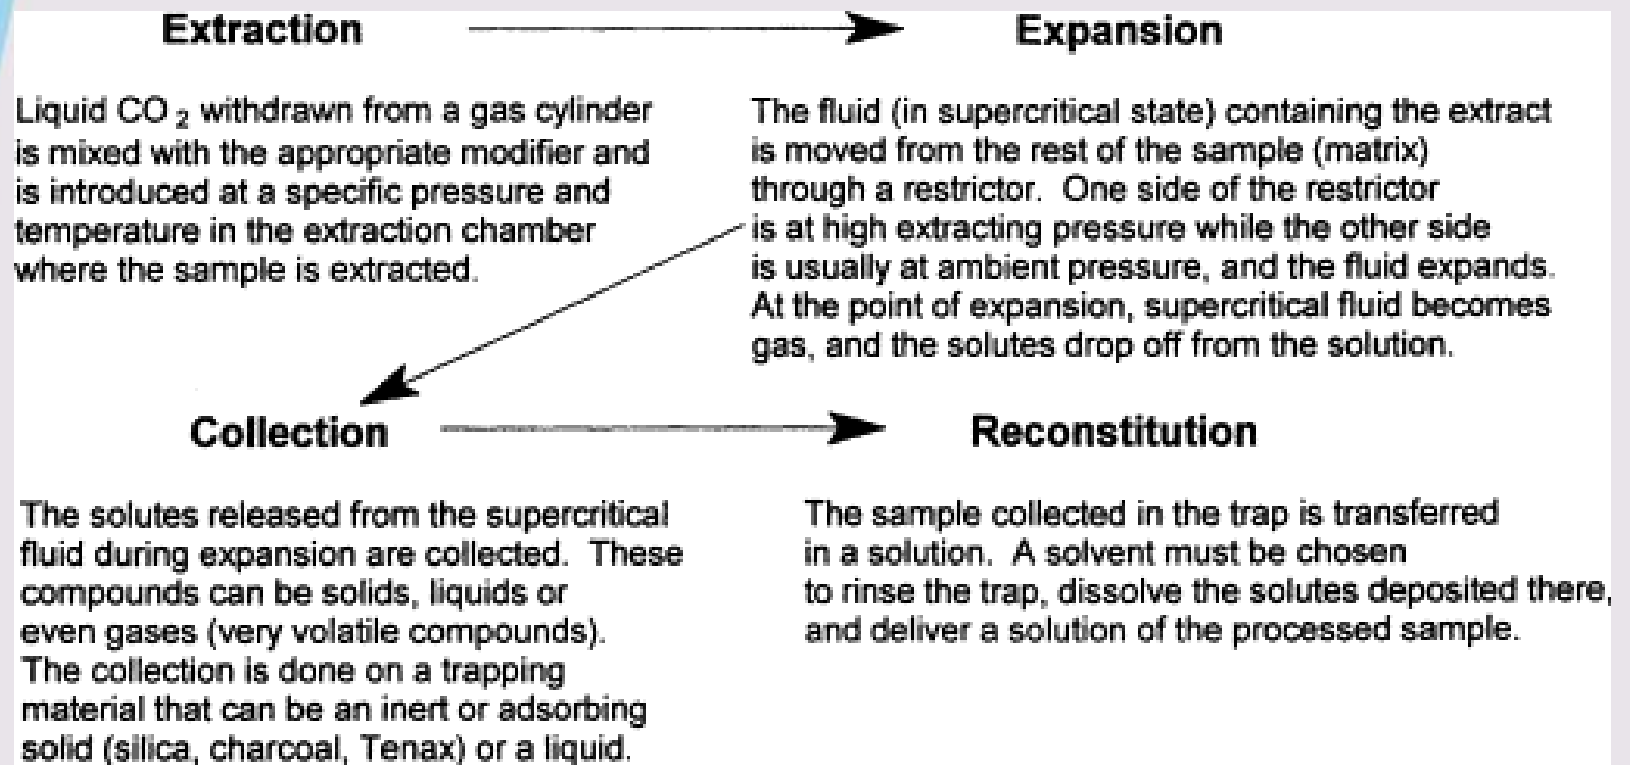 Extraction
Liquid CO 2 withdrawn from a gas cylinder
is mixed with the appropriate modifier and
is introduced at a specific pressure and
temperature in the extraction chamber
where the sample is extracted.
Expansion
The fluid (in supercritical state) containing the extract
is moved from the rest of the sample (matrix)
through a restrictor. One side of the restrictor
is at high extracting pressure while the other side
is usually at ambient pressure, and the fluid expands.
At the point of expansion, supercritical fluid becomes
gas, and the solutes drop off from the solution.
Collection
The solutes released from the supercritical
fluid during expansion are collected. These
compounds can be solids, liquids or
even gases (very volatile compounds).
The collection is done on a trapping
material that can be an inert or adsorbing
solid (silica, charcoal, Tenax) or a liquid.
Reconstitution
The sample collected in the trap is transferred
in a solution. A solvent must be chosen
to rinse the trap, dissolve the solutes deposited there,
and deliver a solution of the processed sample.